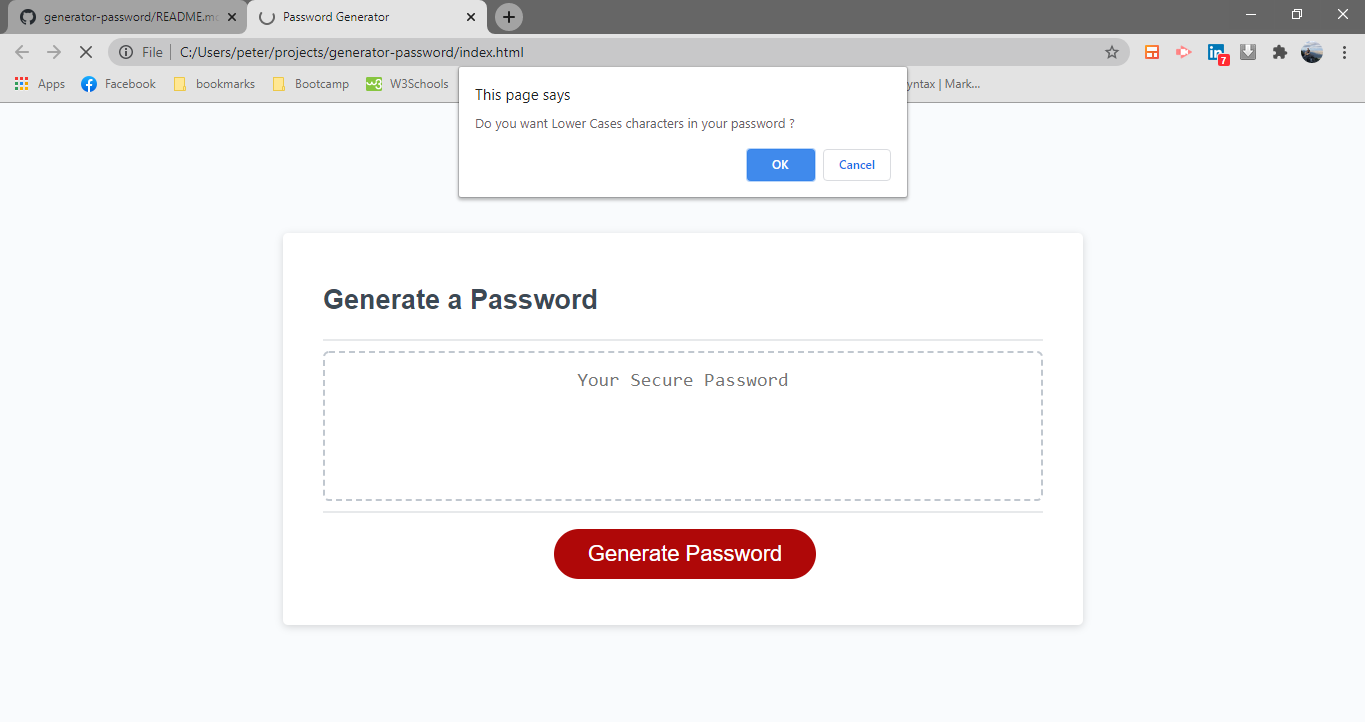 generator-password/README.md
Password Generator
File
C:/Users/peter/projects/generator-password/index.html
7
Apps
Facebook
bookmarks
Bootcamp
W3Schools
yntax | Mark...
This page says
Do you want Lower Cases characters in your password ?
OK
Cancel
Generate a Password
Your Secure Password
Generate Password